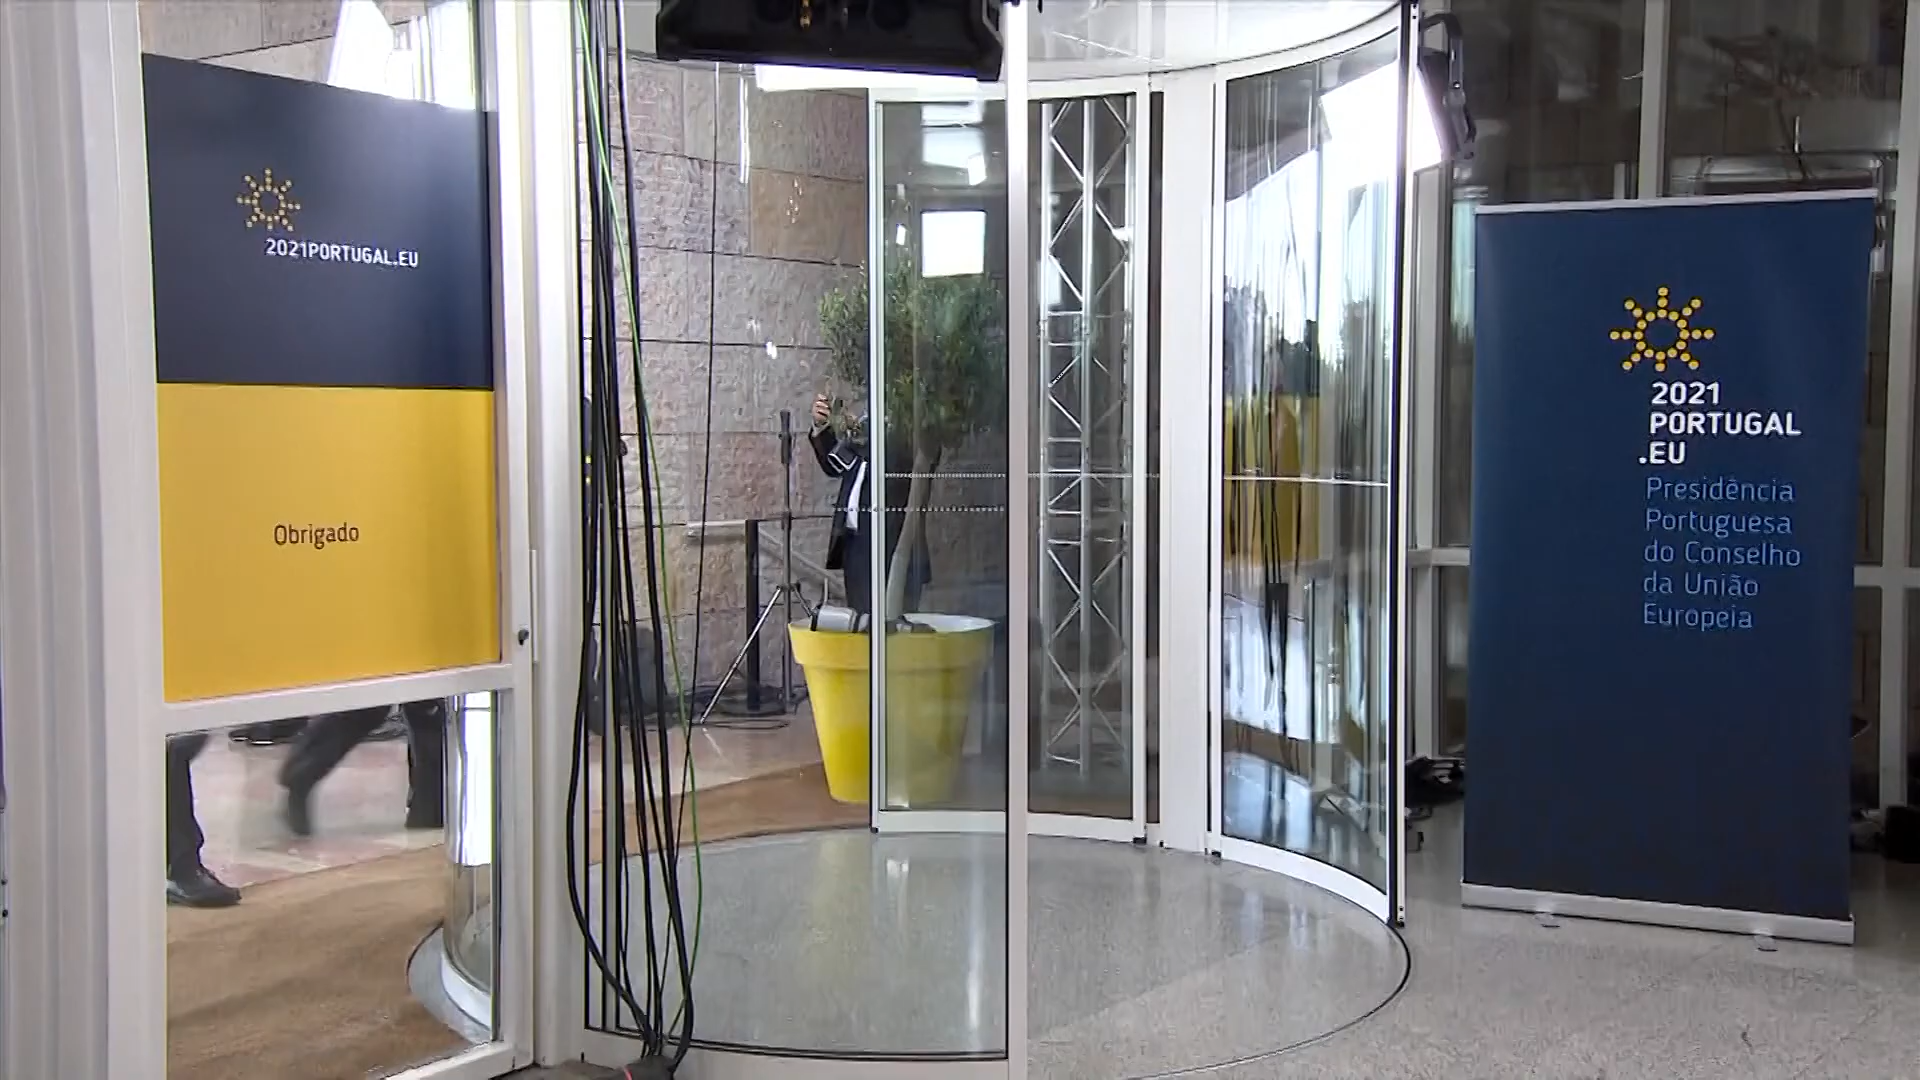 2021PORTUGAL.EU
Obrigado
2021
PORTUGAL
.EU
Presidência
Portuguesa
do Conselho
da União
Europeia